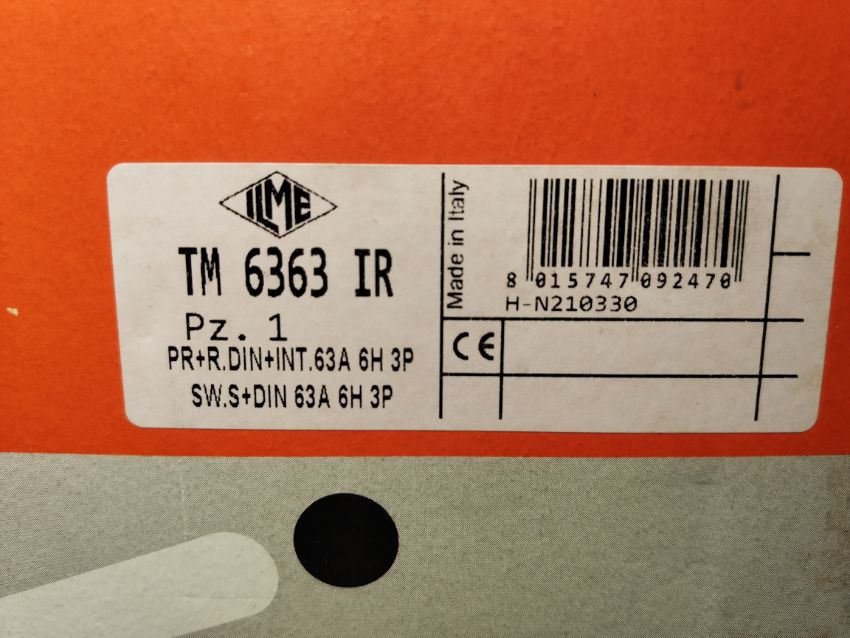 ILME
TM 6363 IR
Pz. 1
PR+R.DIN+INT.63A 6H 3P
SW.S+DIN 63A 6H 3P
Made in Italy
8 015747 092470
H-N210330
CE